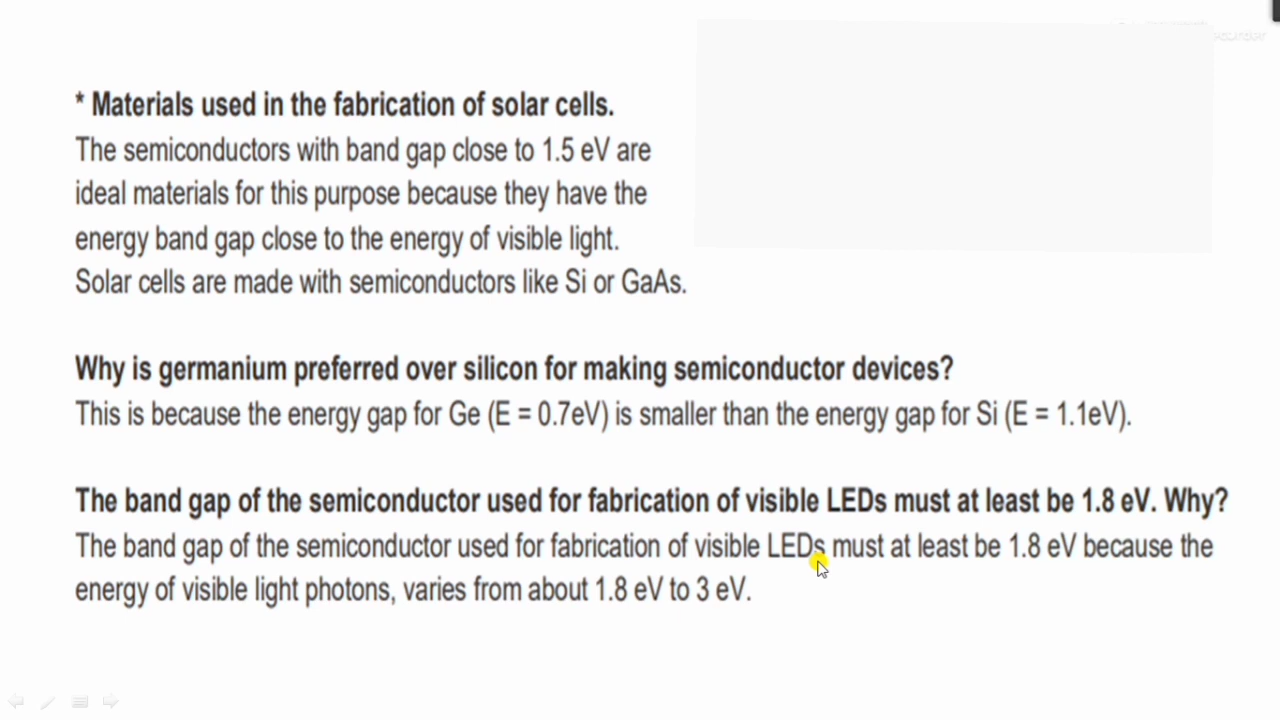 * Materials used in the fabrication of solar cells.
The semiconductors with band gap close to 1.5 eV are
ideal materials for this purpose because they have the
energy band gap close to the energy of visible light.
Solar cells are made with semiconductors like Si or GaAs.
Why is germanium preferred over silicon for making semiconductor devices?
This is because the energy gap for Ge (E = 0.7eV) is smaller than the energy gap for Si (E = 1.1eV).
The band gap of the semiconductor used for fabrication of visible LEDs must at least be 1.8 eV. Why?
The band gap of the semiconductor used for fabrication of visible LEDs must at least be 1.8 eV because the
energy of visible light photons, varies from about 1.8 eV to 3 eV.